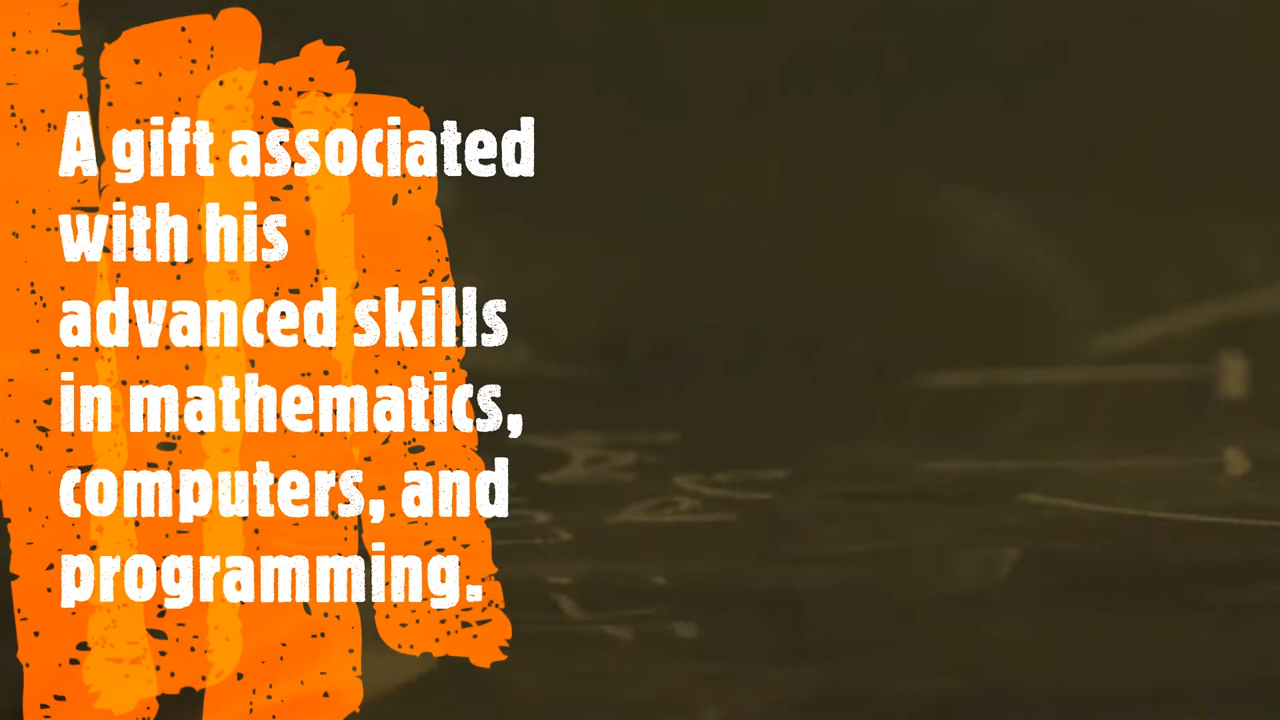 A gift associated
with his
advanced skills
in mathematics,
computers, and
programming.